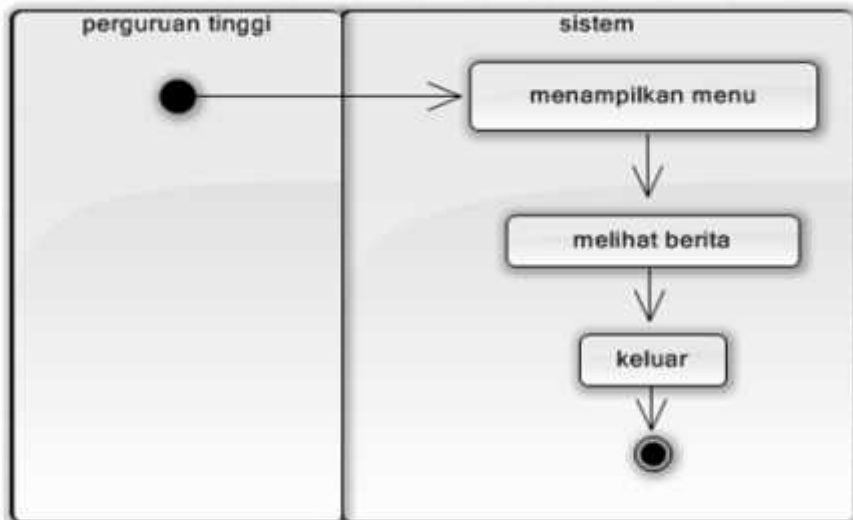 perguruan tinggi
sistem
menampilkan menu
melihat berita
keluar